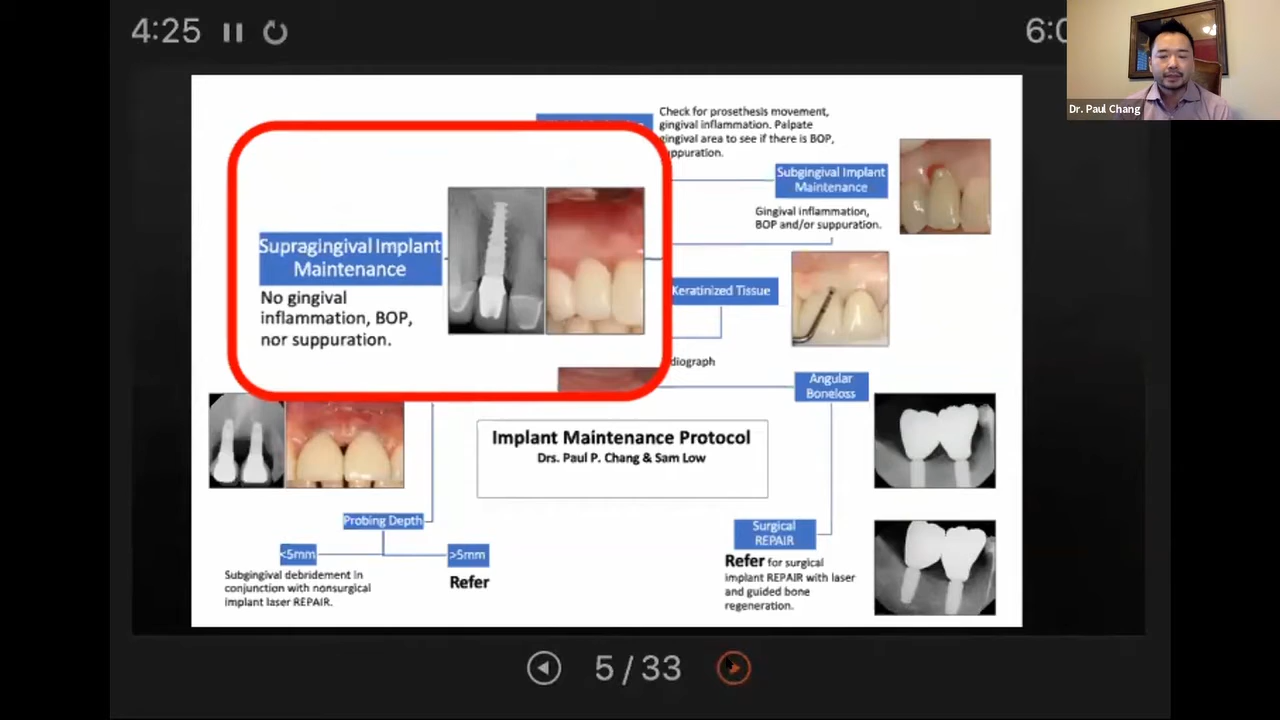 4:25
Dr. Paul Chang
Check for prosethesis movement,
gingival inflammation. Palpate
gingival area to see if there is BOP,
Subgingival Implant
Maintenance
Gingival inflammation,
BOP and/or suppuration.
Supragingival Implant
Maintenance
No gingival
inflammation, BOP,
nor suppuration.
Keratinized Tissue
Angular
Boneloss
Implant Maintenance Protocol
Drs. Paul P. Chang & Sam Low
Probing Depth
<5mm
>5mm
Subgingival debridement in
conjunction with nonsurgical
implant laser REPAIR.
Refer
Surgical
REPAIR
Refer for surgical
implant REPAIR with laser
and guided bone
regeneration.
5 / 33